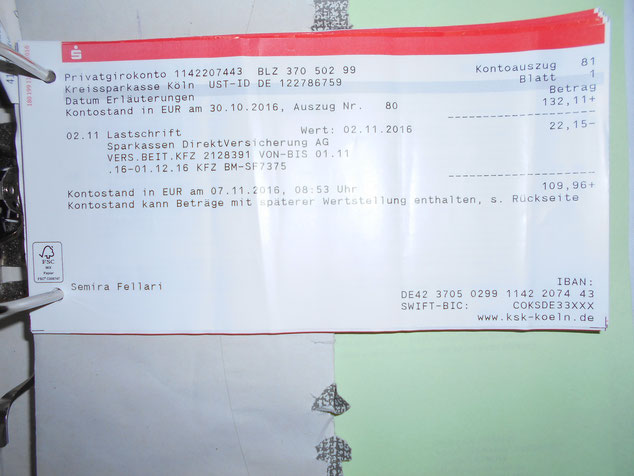 Privatgirokonto 1142207443 BLZ 370 502 99 Kontoauszug 81
Kreissparkasse Köln UST-ID DE 122786759 Blatt 1
Datum Erläuterungen Betrag
Kontostand in EUR am 30.10.2016, Auszug Nr. 80 132,11+
02.11 Lastschrift Wert: 02.11.2016 22,15-
Sparkassen DirektVersicherung AG
VERS.BEIT.KFZ 2128391 VON-BIS 01.11
.16-01.12.16 KFZ BM-SF7375
Kontostand in EUR am 07.11.2016, 08:53 Uhr 109,96+
Kontostand kann Beträge mit späterer Wertstellung enthalten, s. Rückseite
FSC
Semira Fellari
IBAN:
DE42 3705 0299 1142 2074 43
SWIFT-BIC: COKSDE33XXX
www.ksk-koeln.de